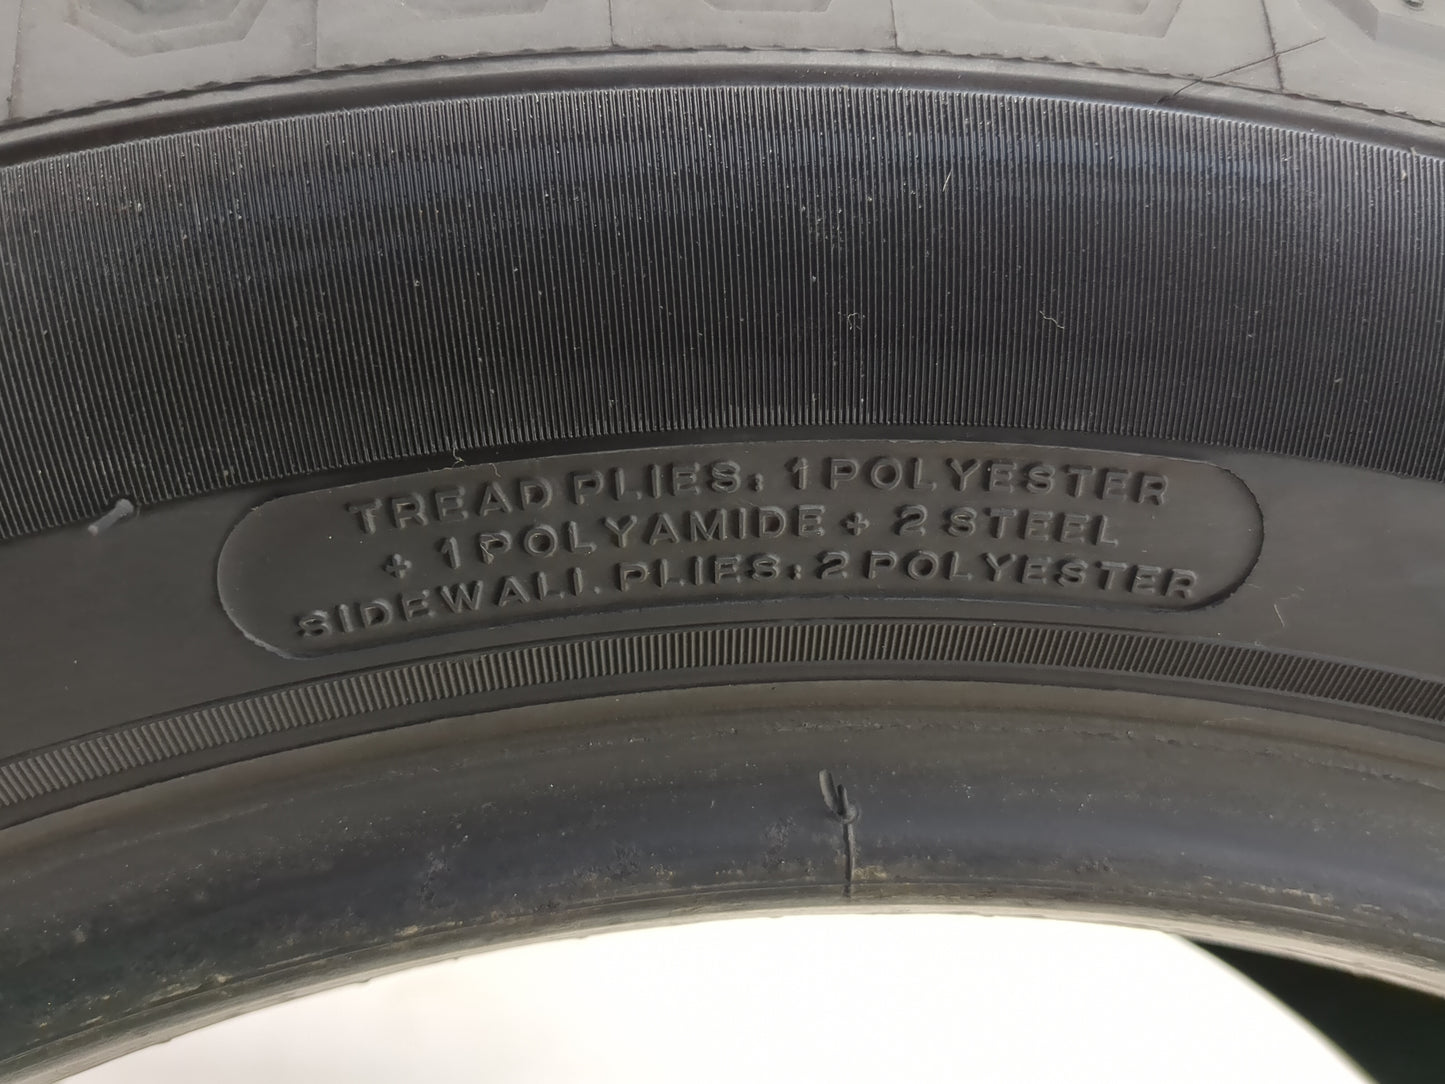 TREAD PLIES: 1 POLYESTER
+ 1 POLYAMIDE + 2 STEEL
SIDEWALL PLIES: 2 POLYESTER